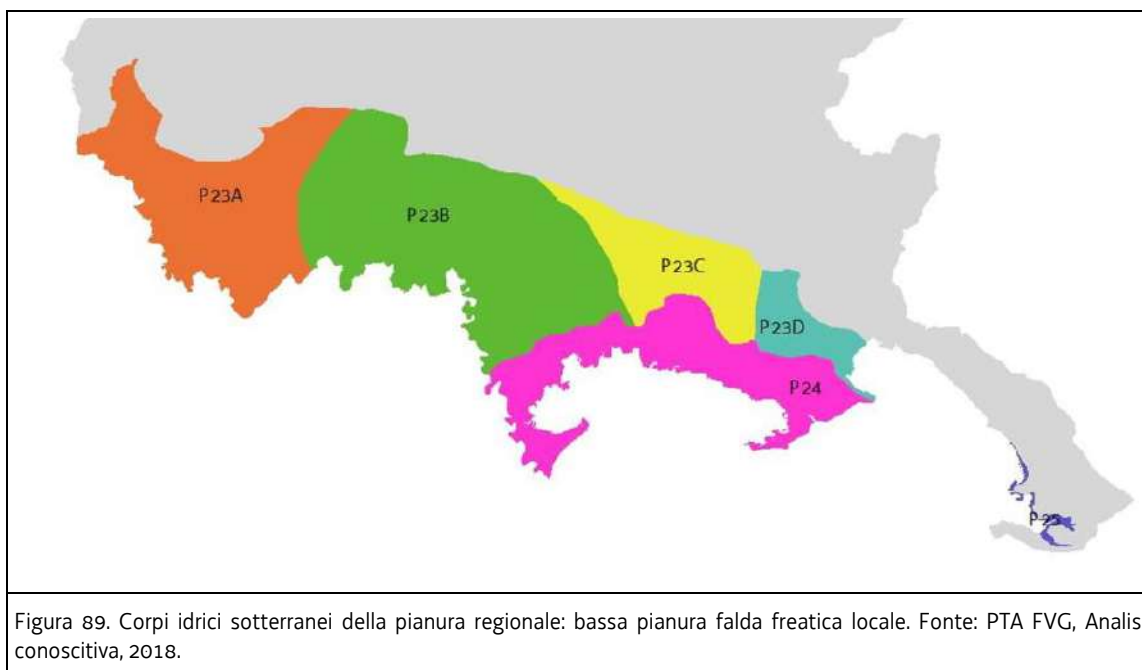 P23A
P23B
P23C
P23D
P24
P25
Figura 89. Corpi idrici sotterranei della pianura regionale: bassa pianura falda freatica locale. Fonte: PTA FVG, Analis
conoscitiva, 2018.